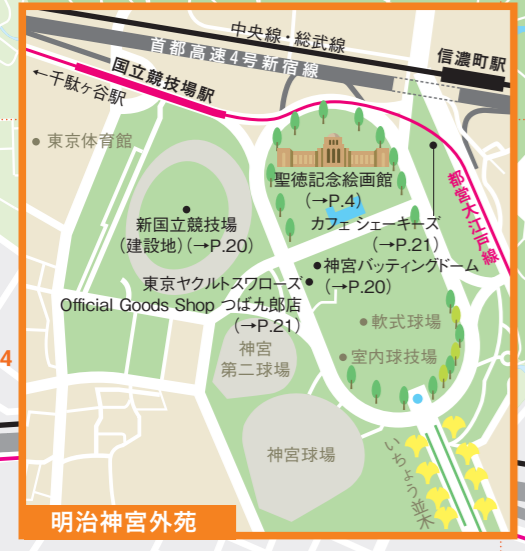 中央線・総武線
首都高速4号新宿線
信濃町駅
国立競技場駅
←千駄ヶ谷駅
東京体育館
聖徳記念絵画館
(→P.4)
都営大江戸線
新国立競技場
(建設地)(→P.20)
カフェ シェーキーズ
(→P.21)
神宮バッティングドーム
(→P.20)
東京ヤクルトスワローズ
Official Goods Shop つば九郎店
(→P.21)
軟式球場
神宮
第二球場
室内球技場
4
神宮球場
いちょう並木
明治神宮外苑